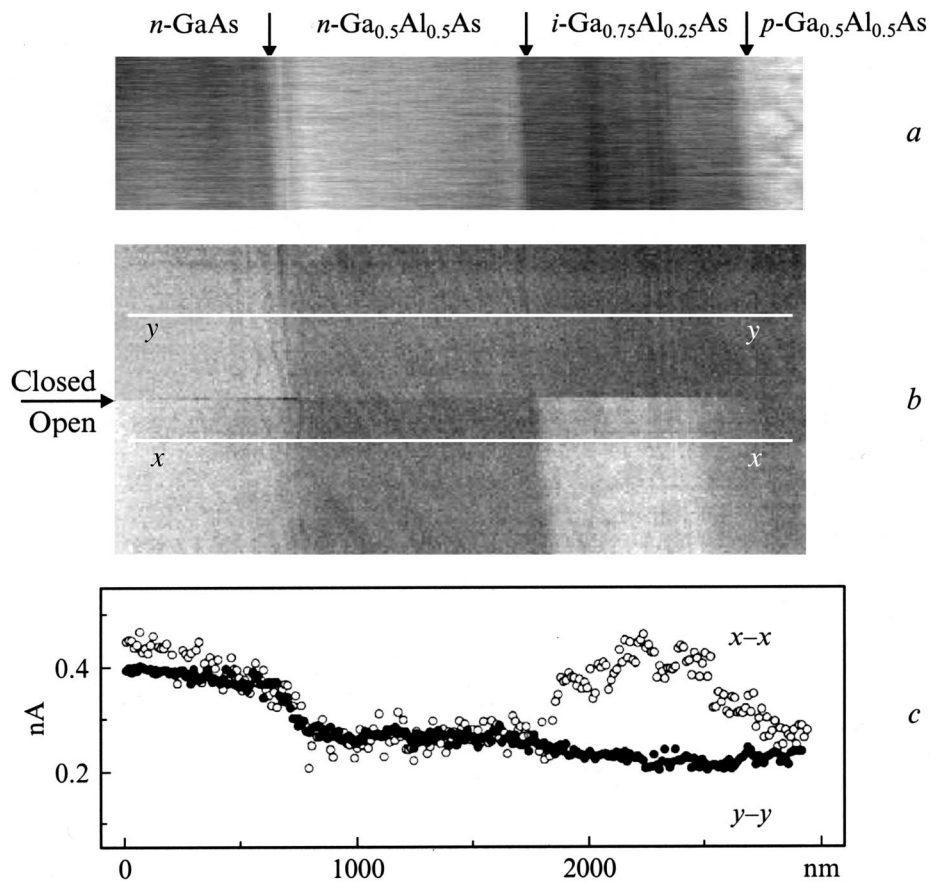 n-GaAs n-Ga0.5Al0.5As i-Ga0.75Al0.25As p-Ga0.5Al0.5As
a
y y
Closed
b
Open
x x
x–x
0.4
nA
c
0.2
y–y
0 1000 2000 nm